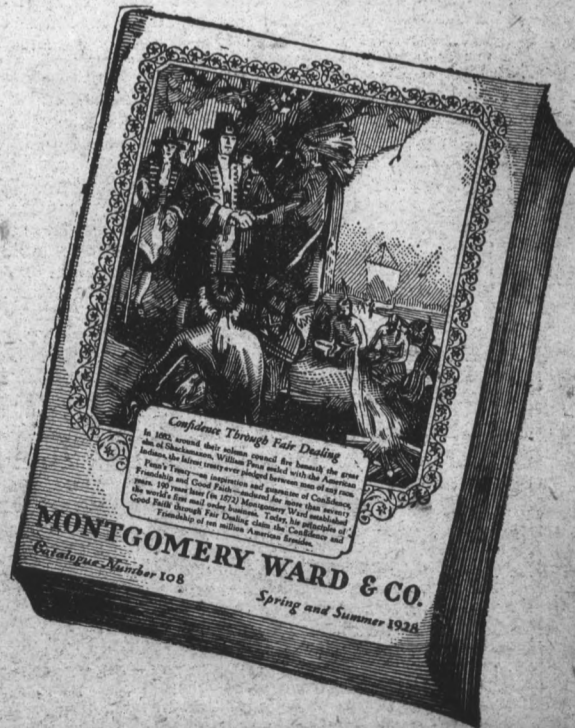 Confidence Through Fair Dealing
In 1682, around their solemn council fire beneath the great
elm of Shackamaxon, William Penn sealed with the American
Indians, the fairest treaty ever pledged between men of any race.
Penn's Treaty—an inspiration and guarantee of Confidence,
Friendship and Good Faith—endured for more than seventy
years. 190 years later (in 1872) Montgomery Ward established
the world's first mail order business. Today, his principles of
Good Faith through Fair Dealing claim the Confidence and
Friendship of ten million American firesides.
MONTGOMERY WARD & CO.
Catalogue Number 108
Spring and Summer 1928